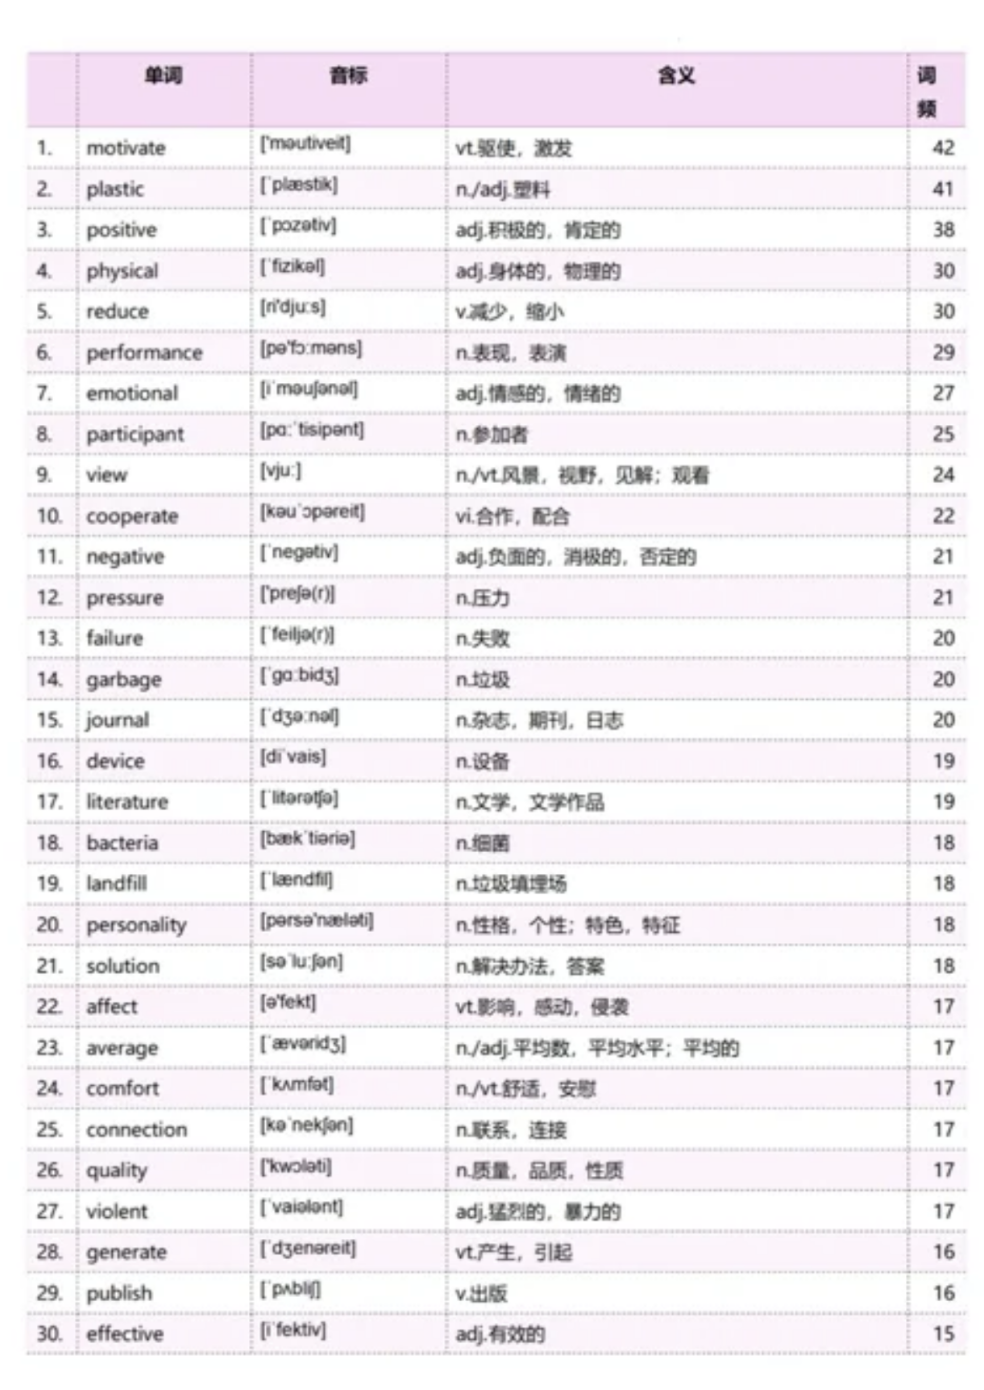 单词 音标 含义 词频
1. motivate ['məutiveit] vt.驱使，激发 42
2. plastic [ˈplæstik] n./adj.塑料 41
3. positive [ˈpɔzətiv] adj.积极的，肯定的 38
4. physical [ˈfizikəl] adj.身体的，物理的 30
5. reduce [ri'dju:s] v.减少，缩小 30
6. performance [pə'fɔ:məns] n.表现，表演 29
7. emotional [iˈməuʃənəl] adj.情感的，情绪的 27
8. participant [pɑ:ˈtisipənt] n.参加者 25
9. view [vju:] n./vt.风景，视野，见解；观看 24
10. cooperate [kəuˈɔpəreit] vi.合作，配合 22
11. negative [ˈnegətiv] adj.负面的，消极的，否定的 21
12. pressure ['preʃə(r)] n.压力 21
13. failure [ˈfeiljə(r)] n.失败 20
14. garbage [ˈgɑ:bidʒ] n.垃圾 20
15. journal [ˈdʒə:nəl] n.杂志，期刊，日志 20
16. device [diˈvais] n.设备 19
17. literature [ˈlitərətʃə] n.文学，文学作品 19
18. bacteria [bækˈtiəriə] n.细菌 18
19. landfill [ˈlændfil] n.垃圾填埋场 18
20. personality [pərsə'næləti] n.性格，个性；特色，特征 18
21. solution [səˈlu:ʃən] n.解决办法，答案 18
22. affect [ə'fekt] vt.影响，感动，侵袭 17
23. average [ˈævəridʒ] n./adj.平均数，平均水平；平均的 17
24. comfort [ˈkʌmfət] n./vt.舒适，安慰 17
25. connection [kəˈnekʃən] n.联系，连接 17
26. quality ['kwɔləti] n.质量，品质，性质 17
27. violent [ˈvaiələnt] adj.猛烈的，暴力的 17
28. generate [ˈdʒenəreit] vt.产生，引起 16
29. publish [ˈpʌbliʃ] v.出版 16
30. effective [iˈfektiv] adj.有效的 15